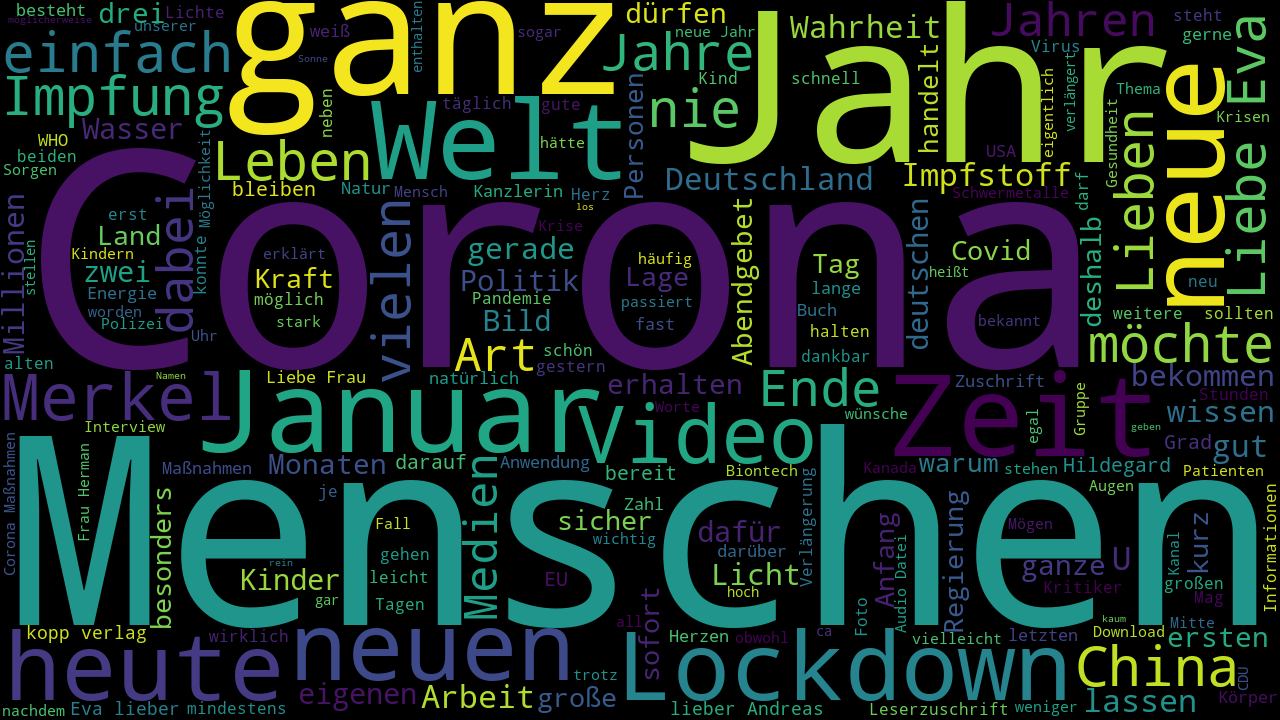 besteht
drei
Lichte
möglicherweise
unserer
einfach
ganz
weiß
Sonne
sogar
enthalten
dürfen
neue Jahr
Jahre
Wahrheit
Jahren
steht
gerne
Virus
Jahr
Impfung
Kind
schnell
handelt
eigentlich
verlängert
Thema
Krisen
neue
Liebe Eva
WHO
Wasser
neben
täglich
gute
Welt
nie
Personen
hätte
USA
Gesundheit
beiden
Sorgen
Leben
bleiben
Natur
Mensch
Kanzlerin
Herz
los
Deutschland
Impfstoff
Schwermetalle
darf
Lieben
Möglichkeit
Millionen
dabei
erst
Land
Kindern
stellen
zwei
Energie
worden
Polizei
Uhr
konnte
Corona
erklärt
Kraft
möglich
stark
vielen
Krise
gerade
Politik
Pandemie
Bild
häufig
Lage
passiert
fast
Abendgebet
Tag
lange
Buch
halten
dankbar
deutschen
Covid
heißt
bekannt
deshalb
neu
weitere
sollten
möchte
alten
Art
schön
gestern
Merkel
Namen
Liebe Frau
natürlich
erhalten
Worte
Ende
wünsche
Zeit
Zuschrift
bekommen
Stunden
Gruppe
egal
geben
wissen
Interview
Januar
Video
Grad
gut
Corona Maßnahmen
Frau Herman
Maßnahmen
Monaten
darauf
Anwendung
bereit
Biontech
Kanada
warum
stehen
Hildegard
Patienten
Augen
Menschen
besonders
je
Medien
Zahl
sicher
wichtig
dafür
darüber
Verlängerung
Fall
gehen
leicht
rein
Kinder
gar
Tagen
EU
Licht
hoch
Anfang
Audio Datei
Regierung
Mögen
ganze
U
Kritiker
Kanal
kurz
großen
Mag
Informationen
kopp verlag
wirklich
heute
neuen
all
sofort
Herzen
obwohl
ca
Foto
vielleicht
letzten
kaum
Download
Mitte
ersten
trotz
Lockdown
China
CDU
Körper
eigenen
Arbeit
große
nachdem
Eva lieber
mindestens
lieber Andreas
Leserzuschrift
weniger
lassen